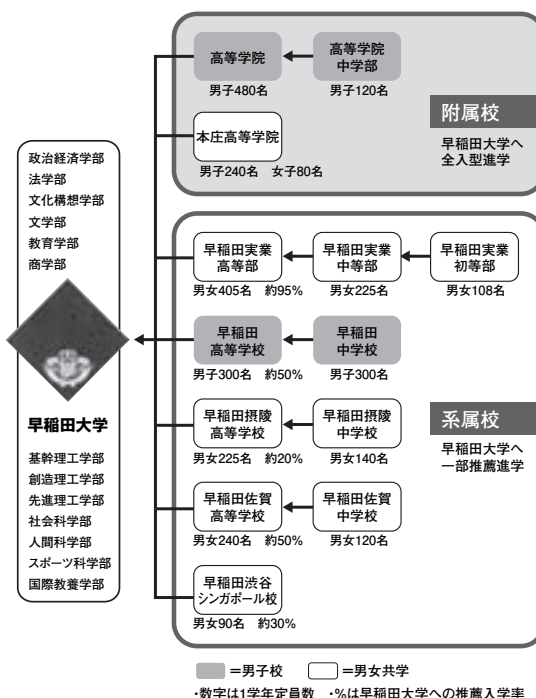 高等学院
高等学院
中学部
男子480名
男子120名
本庄高等学院
男子240名 女子80名
附属校
早稲田大学へ
全入型進学
政治経済学部
法学部
文化構想学部
文学部
教育学部
商学部
早稲田大学
基幹理工学部
創造理工学部
先進理工学部
社会科学部
人間科学部
スポーツ科学部
国際教養学部
早稲田実業
高等部
早稲田実業
中等部
早稲田実業
初等部
男女405名 約95%
男女225名
男女108名
早稲田
高等学校
早稲田
中学校
男子300名 約50%
男子300名
早稲田摂陵
高等学校
早稲田摂陵
中学校
男女225名 約20%
男女140名
系属校
早稲田大学へ
一部推薦進学
早稲田佐賀
高等学校
早稲田佐賀
中学校
男女240名 約50%
男女120名
早稲田渋谷
シンガポール校
男女90名 約30%
=男子校 =男女共学
・数字は1学年定員数 ・%は早稲田大学への推薦入学率